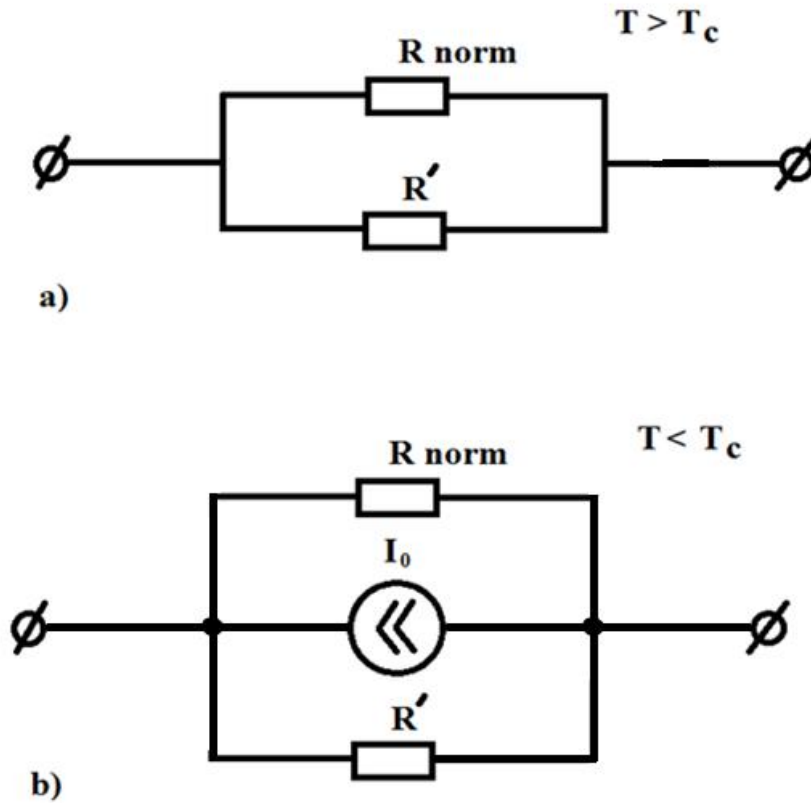 T > Tc
R norm
R′
a)
T < Tc
R norm
I₀
R′
b)